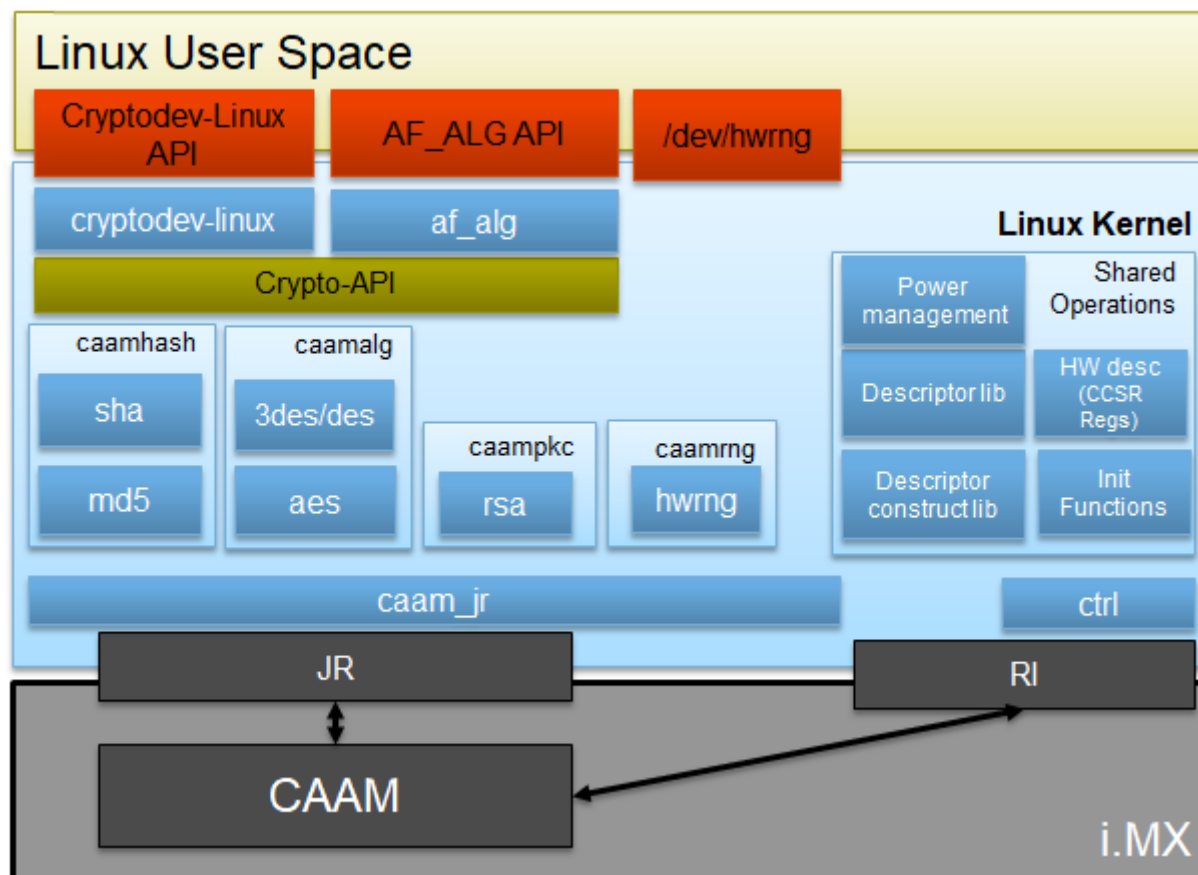 Linux User Space
Cryptodev-Linux
API
AF_ALG API
/dev/hwrng
cryptodev-linux
af_alg
Linux Kernel
Crypto-API
Power
management
Shared
Operations
caamhash
caamalg
sha
3des/des
Descriptor lib
HW desc
(CCSR
Regs)
caampkc
caamrng
md5
aes
rsa
hwrng
Descriptor
construct lib
Init
Functions
caam_jr
ctrl
JR
RI
CAAM
i.MX